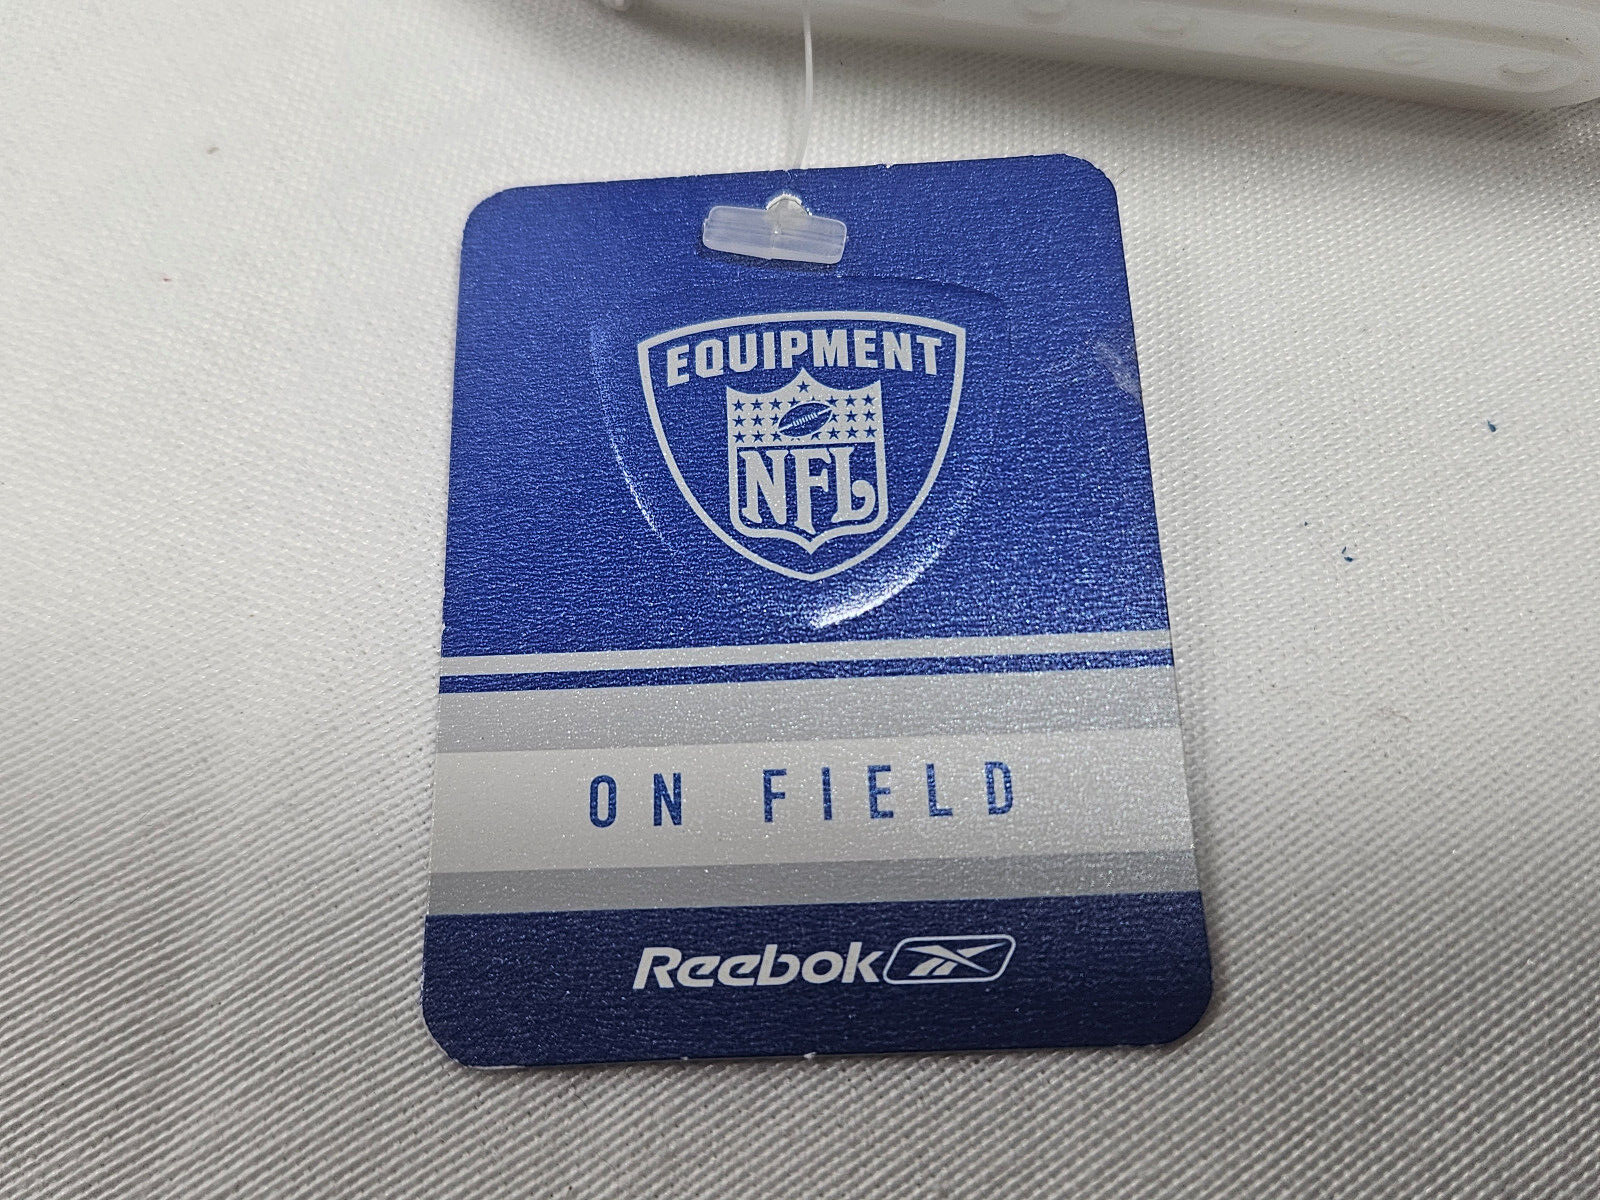 EQUIPMENT
NFL
ON FIELD
Reebok